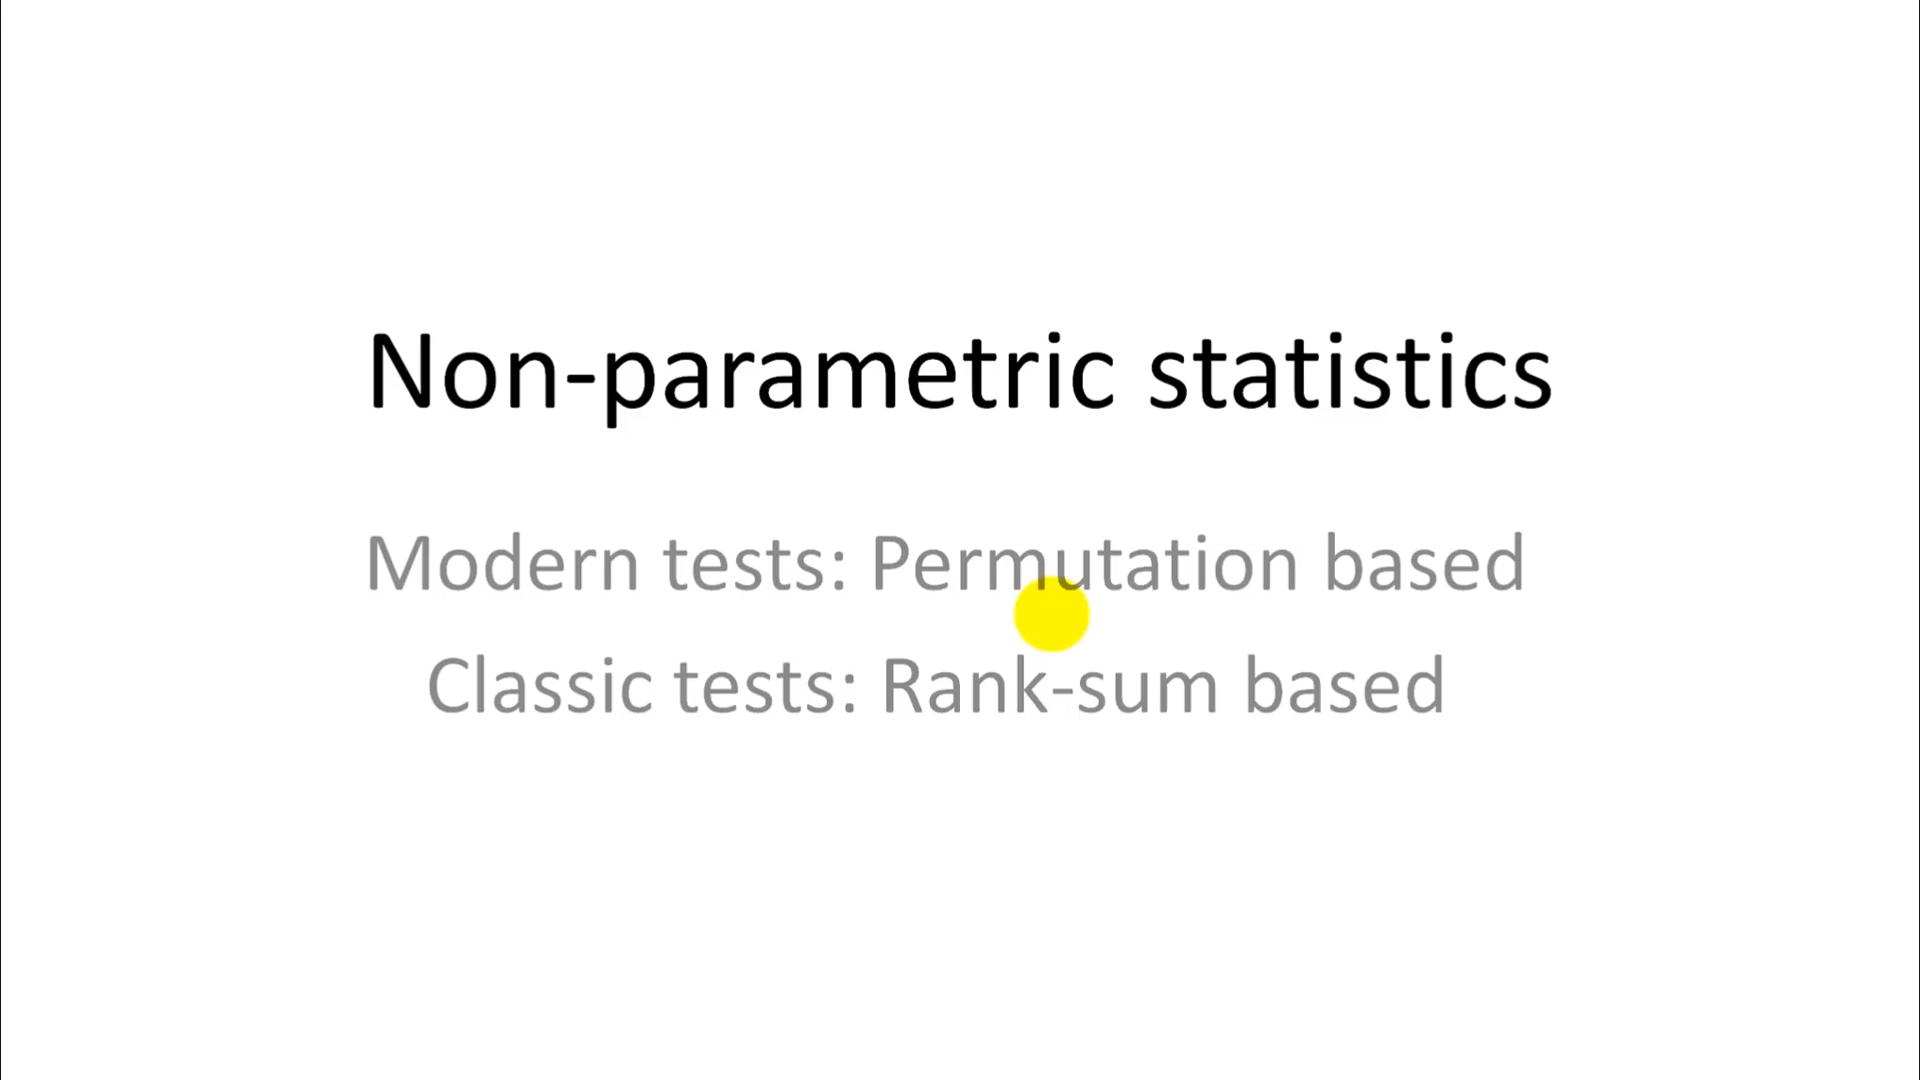 Non-parametric statistics
Modern tests: Permutation based
Classic tests: Rank-sum based